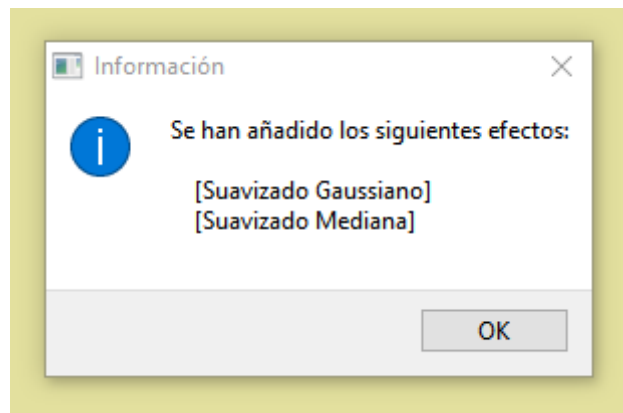 Información
Se han añadido los siguientes efectos:
[Suavizado Gaussiano]
[Suavizado Mediana]
OK